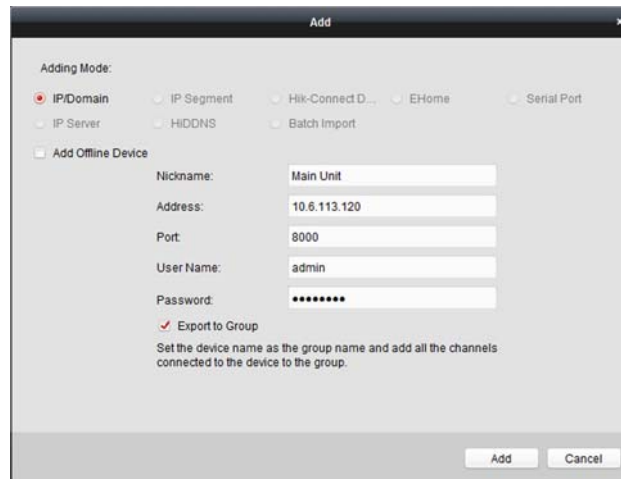 Add
Adding Mode:
IP/Domain IP Segment Hik-Connect D... EHome Serial Port
IP Server HiDDNS Batch Import
Add Offline Device
Nickname: Main Unit
Address: 10.6.113.120
Port: 8000
User Name: admin
Password: ●●●●●●●●
Export to Group
Set the device name as the group name and add all the channels
connected to the device to the group.
Add Cancel